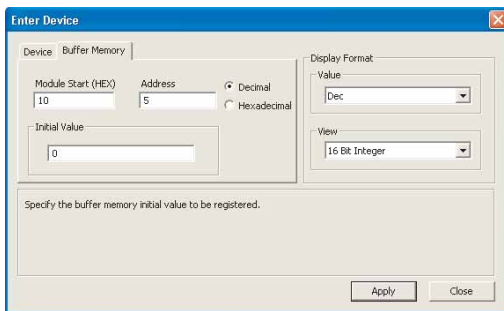 Enter Device
Device Buffer Memory
Module Start (HEX) Address
10 5
Decimal
Hexadecimal
Initial Value
0
Display Format
Value
Dec
View
16 Bit Integer
Specify the buffer memory initial value to be registered.
Apply Close